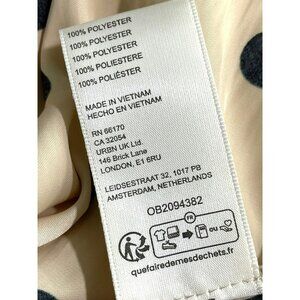 100% POLYESTER
100% POLYESTER
100% POLYESTER
100% POLIESTERE
100% POLIÉSTER
MADE IN VIETNAM
HECHO EN VIETNAM
RN 66170
CA 32054
URBN UK Ltd.
146 Brick Lane
LONDON, E1 6RU
LEIDSESTRAAT 32, 1017 PB
AMSTERDAM, NETHERLANDS
OB2094382
FR
OU
quefairedemesdechets.fr